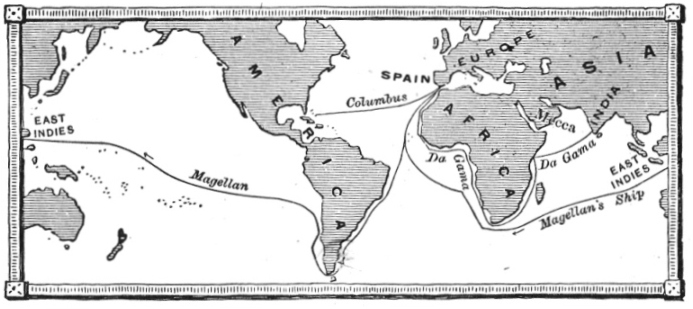 AMERICA
EUROPE
ASIA
SPAIN
Columbus
AFRICA
Mecca
INDIA
EAST
INDIES
Da Gama
Da Gama
EAST
INDIES
Magellan
Magellan's Ship